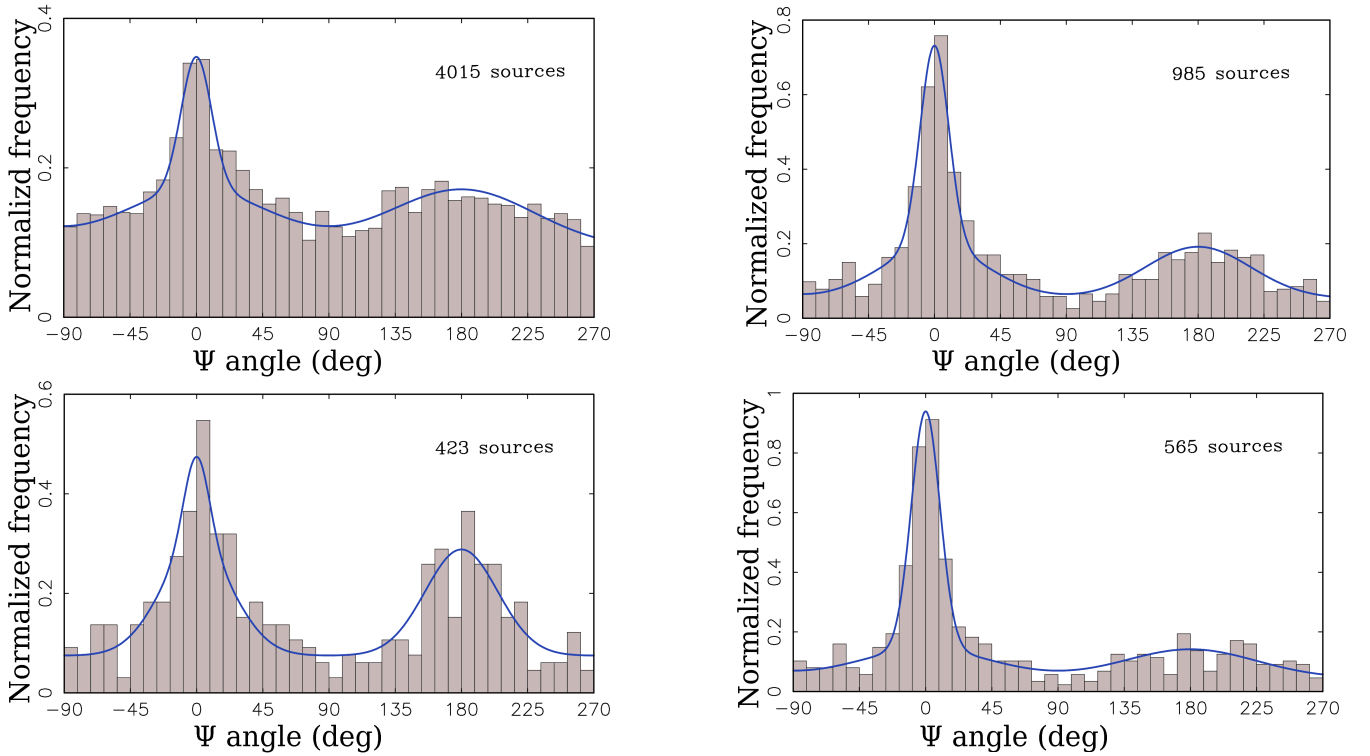 Normalizd frequency
0 0.2 0.4
4015 sources
−90 −45 0 45 90 135 180 225 270
Ψ angle (deg)
Normalized frequency
0 0.2 0.4 0.6 0.8
985 sources
−90 −45 0 45 90 135 180 225 270
Ψ angle (deg)
Normalized frequency
0 0.2 0.4 0.6
423 sources
−90 −45 0 45 90 135 180 225 270
Ψ angle (deg)
Normalized frequency
0 0.2 0.4 0.6 0.8 1
565 sources
−90 −45 0 45 90 135 180 225 270
Ψ angle (deg)